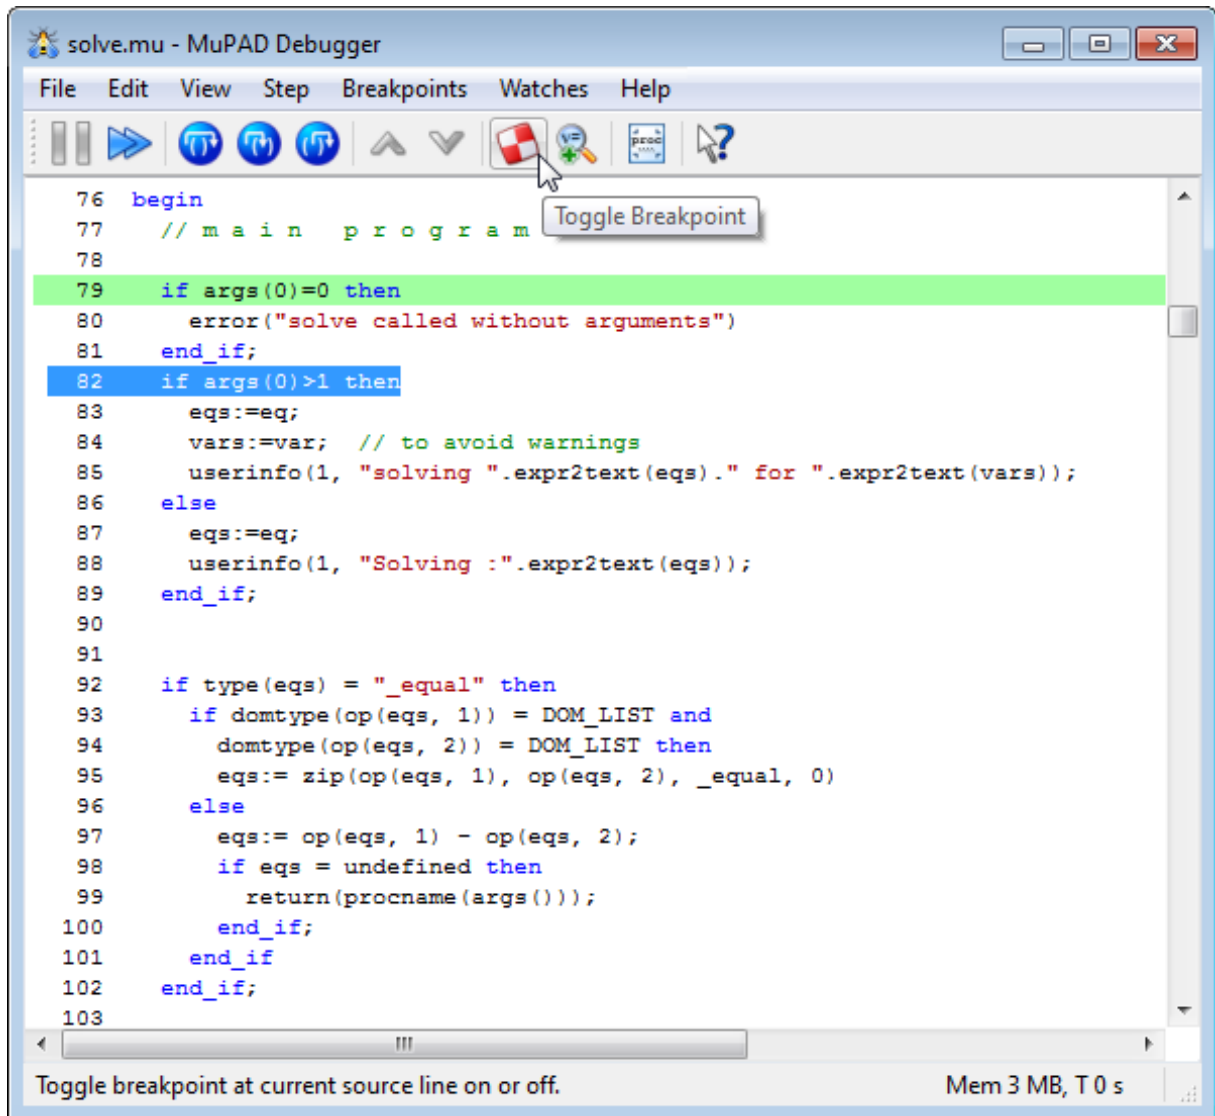 solve.mu - MuPAD Debugger
File Edit View Step Breakpoints Watches Help
v=
proc
Toggle Breakpoint
76 begin
77 // m a i n   p r o g r a m
78
79 if args(0)=0 then
80 error("solve called without arguments")
81 end_if;
82 if args(0)>1 then
83 eqs:=eq;
84 vars:=var; // to avoid warnings
85 userinfo(1, "solving ".expr2text(eqs)." for ".expr2text(vars));
86 else
87 eqs:=eq;
88 userinfo(1, "Solving :".expr2text(eqs));
89 end_if;
90
91
92 if type(eqs) = "_equal" then
93 if domtype(op(eqs, 1)) = DOM_LIST and
94 domtype(op(eqs, 2)) = DOM_LIST then
95 eqs:= zip(op(eqs, 1), op(eqs, 2), _equal, 0)
96 else
97 eqs:= op(eqs, 1) - op(eqs, 2);
98 if eqs = undefined then
99 return(procname(args()));
100 end_if;
101 end_if
102 end_if;
103
Toggle breakpoint at current source line on or off. Mem 3 MB, T 0 s